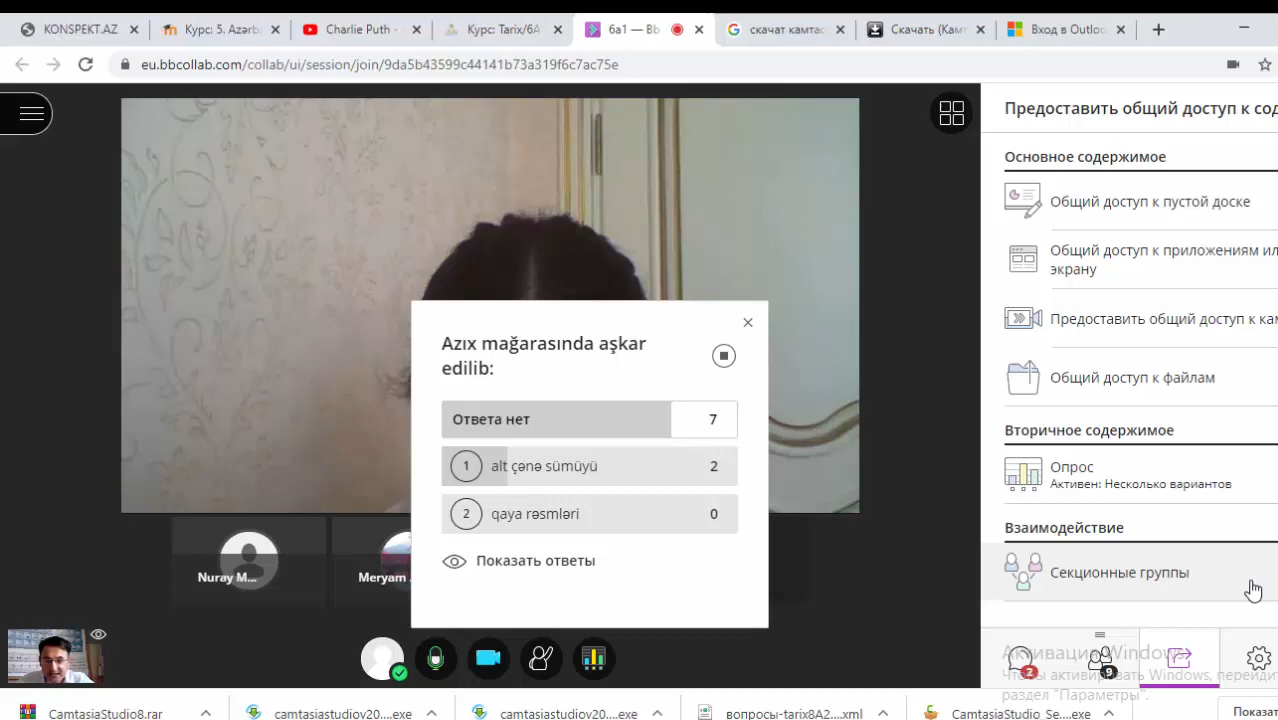 KONSPEKT.AZ
Курс: 5. Azərba
Charlie Puth -
Курс: Tarix/6A
6a1 — Bb
скачат камтас
Скачать (Кам
Вход в Outlo
eu.bbcollab.com/collab/ui/session/join/9da5b43599c44141b73a319f6c7ac75e
Предоставить общий доступ к сод
Основное содержимое
Общий доступ к пустой доске
Общий доступ к приложениям ил
экрану
Предоставить общий доступ к кам
Общий доступ к файлам
Вторичное содержимое
Опрос
Активен: Несколько вариантов
Взаимодействие
Секционные группы
Azıx mağarasında aşkar
edilib:
Ответа нет 7
1 alt çənə sümüyü 2
2 qaya rəsmləri 0
Показать ответы
Nuray M...
Meryam
2
9
Активация Windows
Чтобы активировать Windows, перейди
раздел "Параметры".
CamtasiaStudio8.rar
camtasiastudiov20....exe
camtasiastudiov20....exe
вопросы-tarix8A2....xml
CamtasiaStudio_Se....exe
Показат